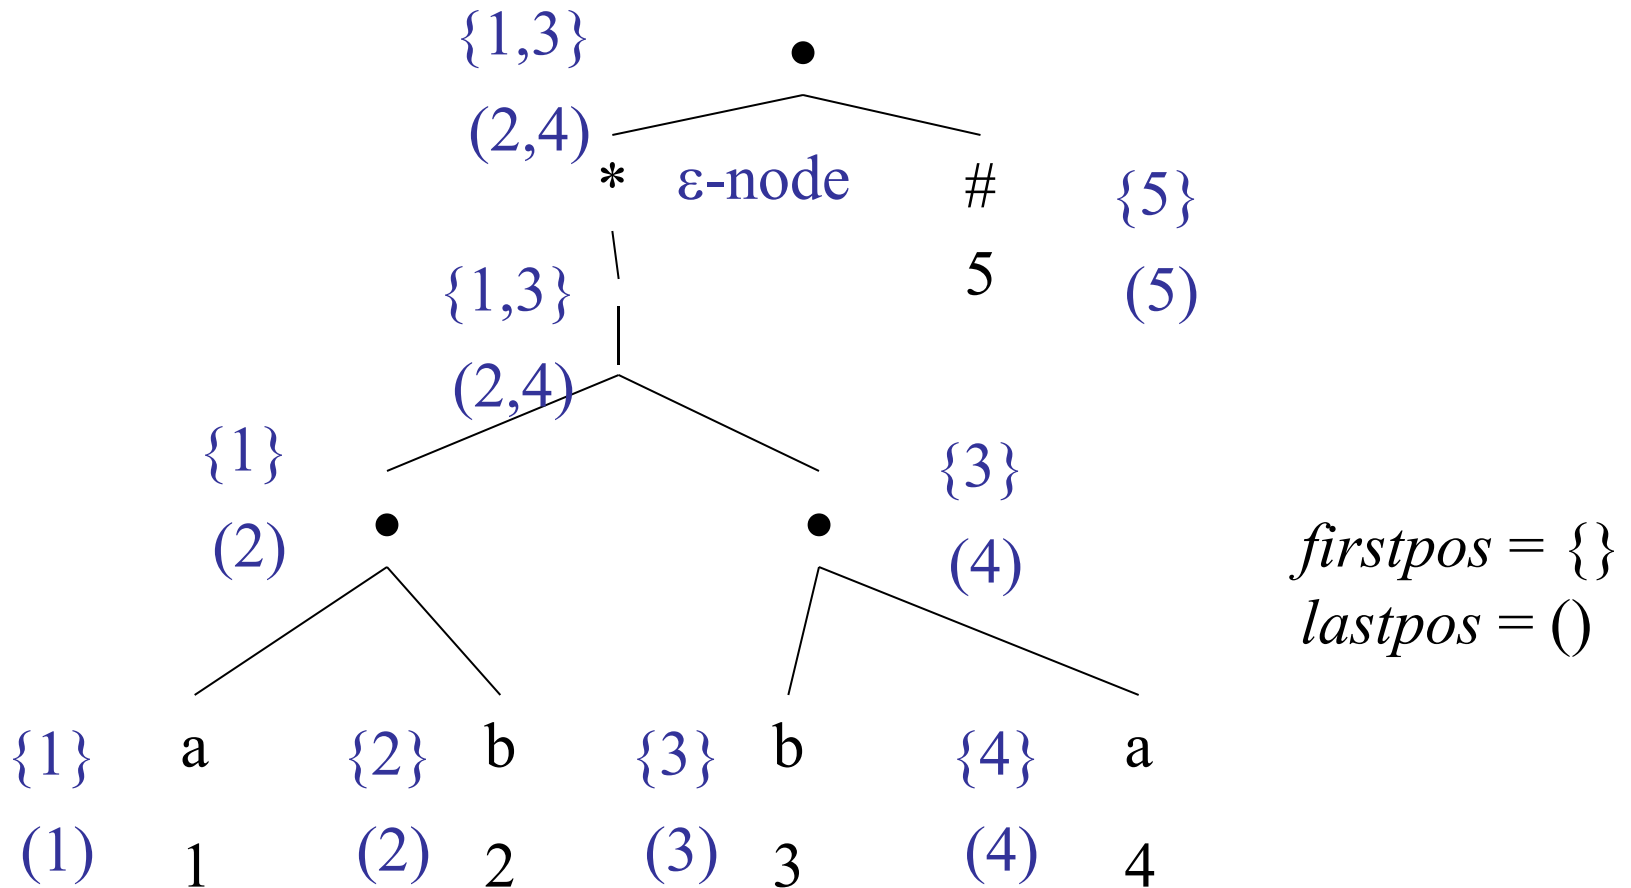 {1,3} •
(2,4)
* ε-node # {5}
5 (5)
{1,3}
|
(2,4)
{1} {3}
• •
(2) (4)
firstpos = {}
lastpos = ()
{1} a {2} b {3} b {4} a
(1) 1 (2) 2 (3) 3 (4) 4